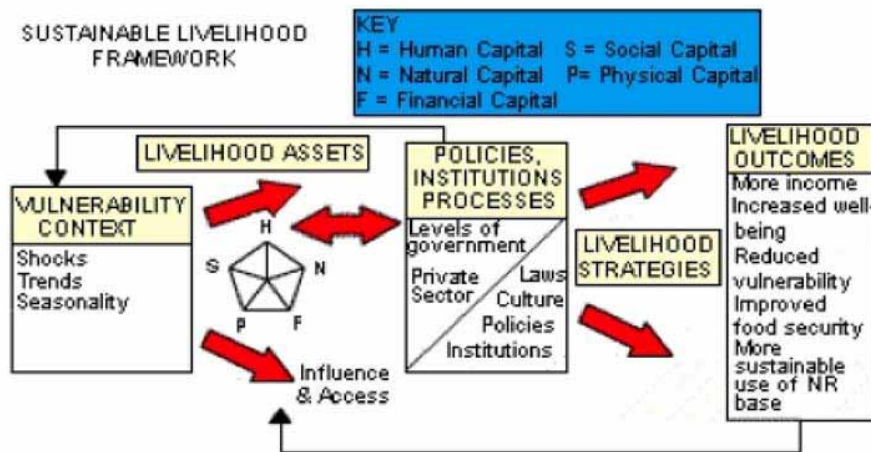 SUSTAINABLE LIVELIHOOD
FRAMEWORK
KEY
H = Human Capital S = Social Capital
N = Natural Capital P= Physical Capital
F = Financial Capital
LIVELIHOOD ASSETS
POLICIES,
INSTITUTIONS
PROCESSES
LIVELIHOOD
OUTCOMES
VULNERABILITY
CONTEXT
Shocks
Trends
Seasonality
H
S
N
P
F
Influence
& Access
Levels of
government
Private
Sector
Laws
Culture
Policies
Institutions
LIVELIHOOD
STRATEGIES
More income
Increased well-
being
Reduced
vulnerability
Improved
food security
More
sustainable
use of NR
base